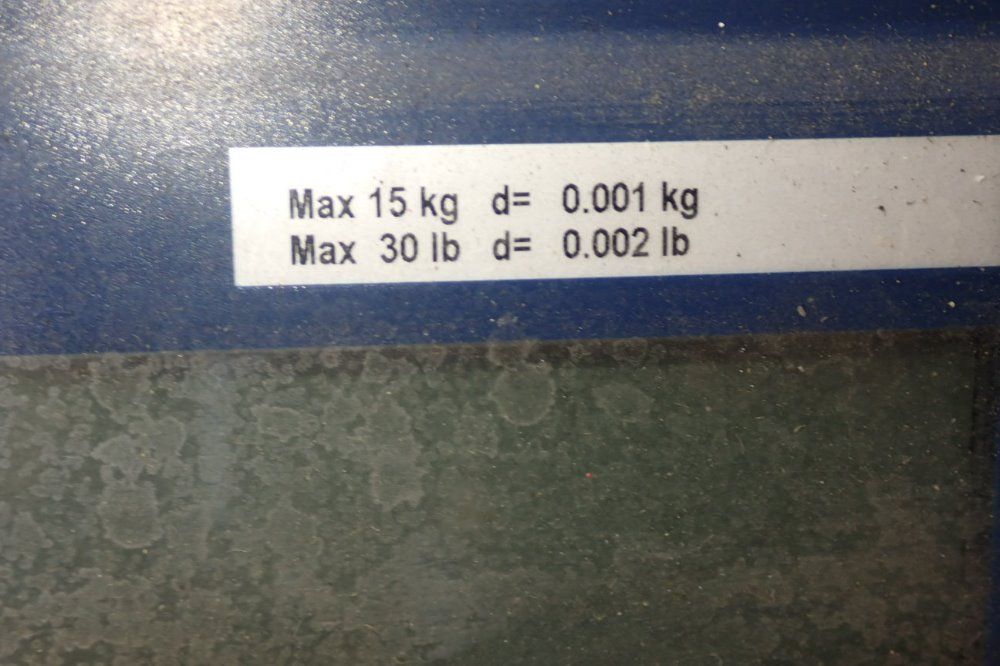 Max 15 kg d= 0.001 kg
Max 30 lb d= 0.002 lb